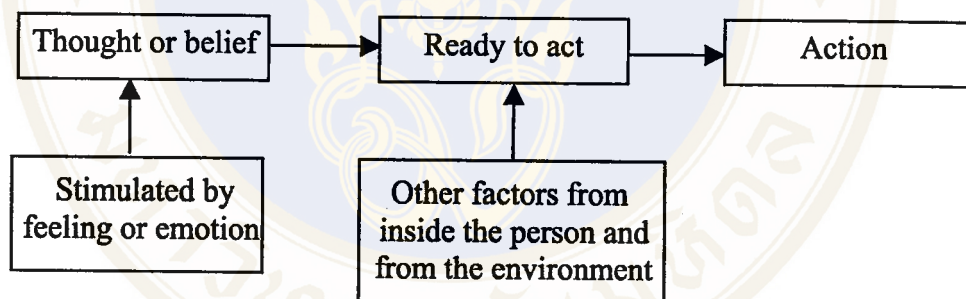 Thought or belief
Ready to act
Action
Stimulated by
feeling or emotion
Other factors from
inside the person and
from the environment